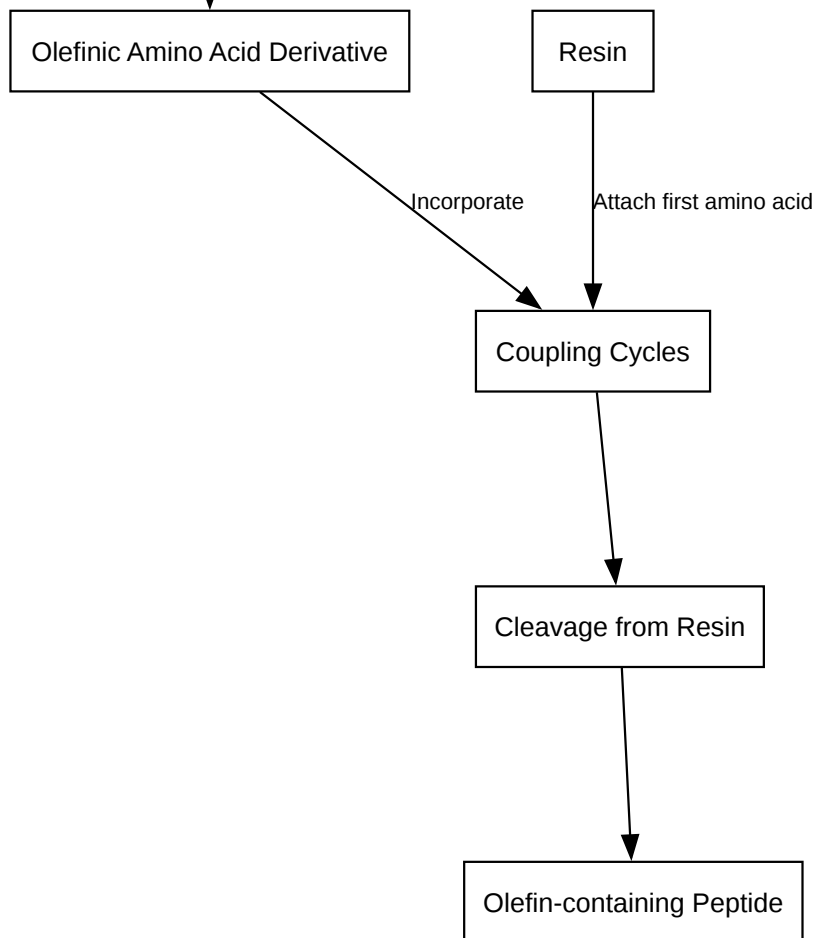 Olefinic Amino Acid Derivative
Resin
Incorporate
Attach first amino acid
Coupling Cycles
Cleavage from Resin
Olefin-containing Peptide